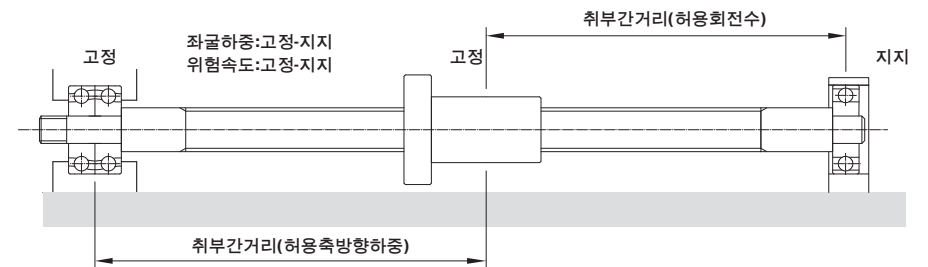 취부간거리(허용회전수)
좌굴하중:고정-지지
위험속도:고정-지지
고정
고정
지지
취부간거리(허용축방향하중)